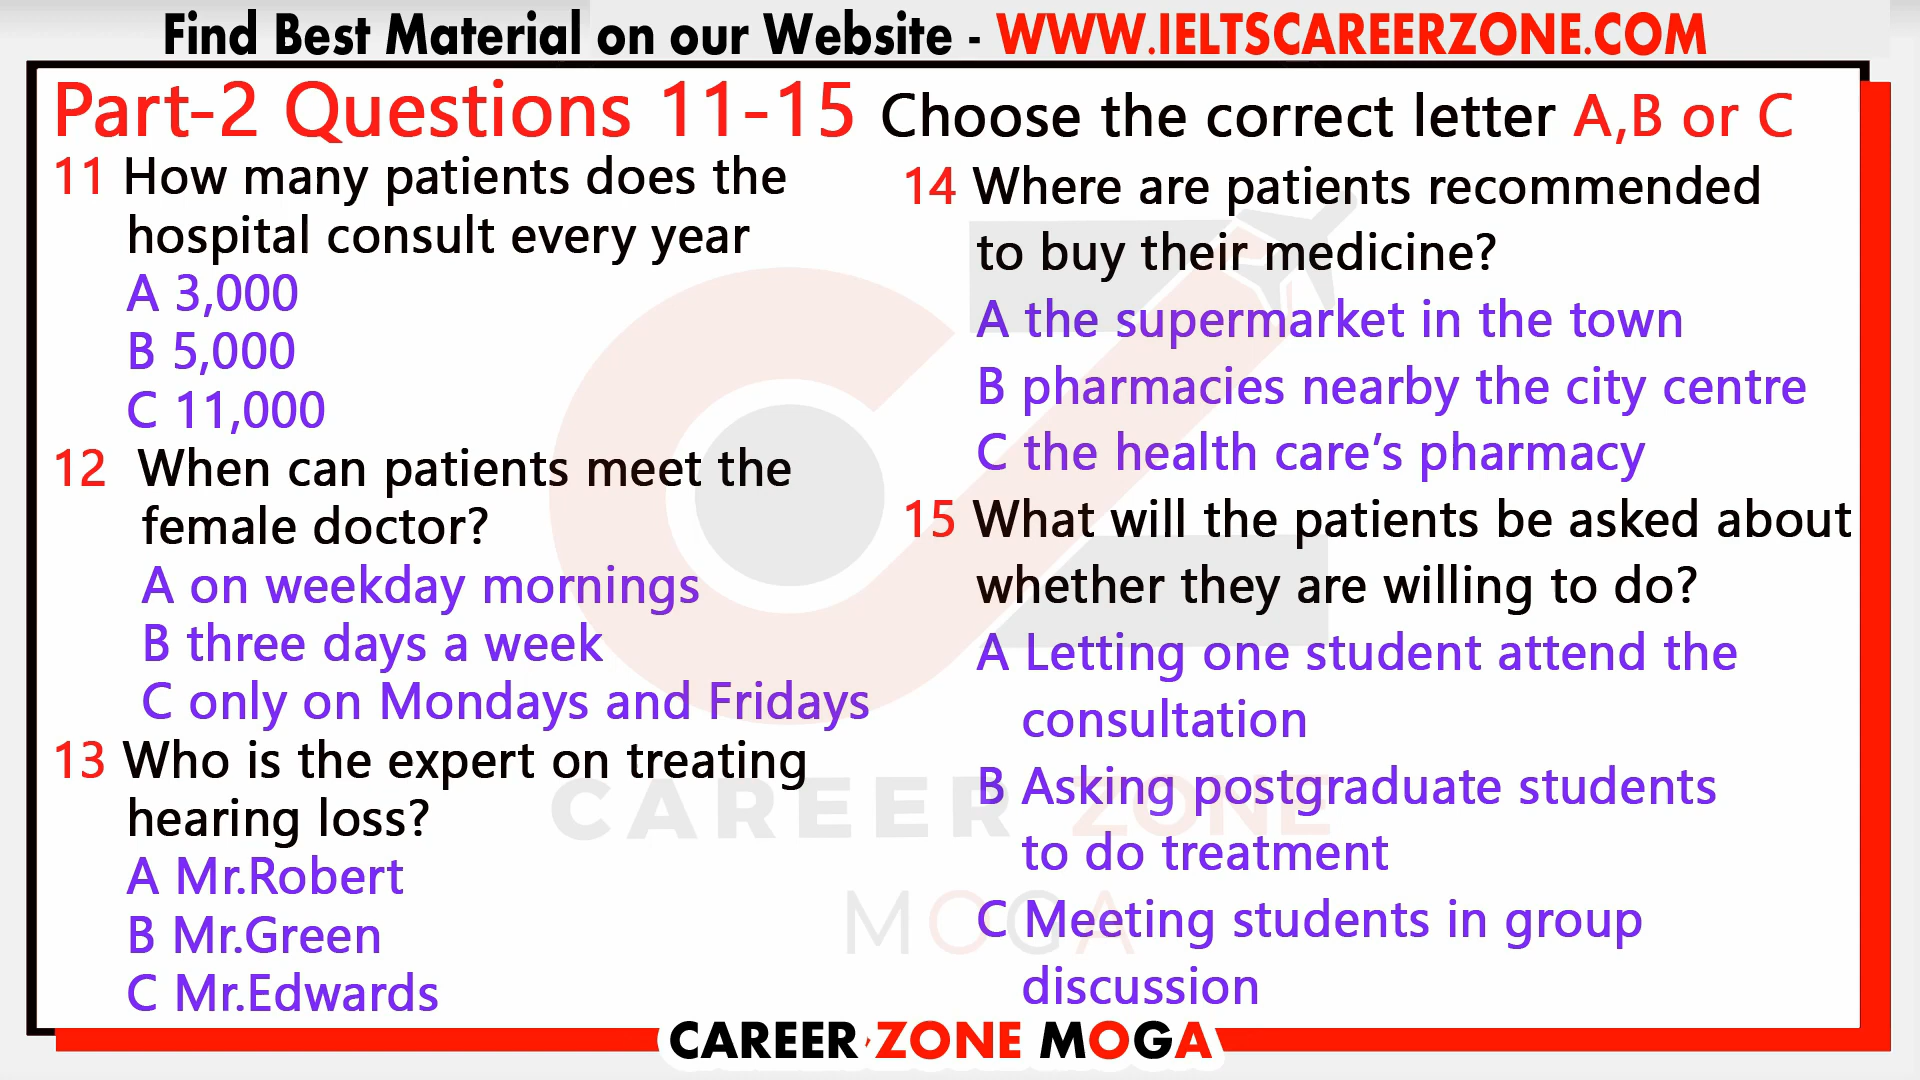 Find Best Material on our Website - WWW.IELTSCAREERZONE.COM
Part-2 Questions 11-15 Choose the correct letter A,B or C
11 How many patients does the
hospital consult every year
A 3,000
B 5,000
C 11,000
12 When can patients meet the
female doctor?
A on weekday mornings
B three days a week
C only on Mondays and Fridays
13 Who is the expert on treating
hearing loss?
A Mr.Robert
B Mr.Green
C Mr.Edwards
14 Where are patients recommended
to buy their medicine?
A the supermarket in the town
B pharmacies nearby the city centre
C the health care’s pharmacy
15 What will the patients be asked about
whether they are willing to do?
A Letting one student attend the
consultation
B Asking postgraduate students
to do treatment
C Meeting students in group
discussion
CAREER ZONE
MOGA
CAREER ZONE MOGA